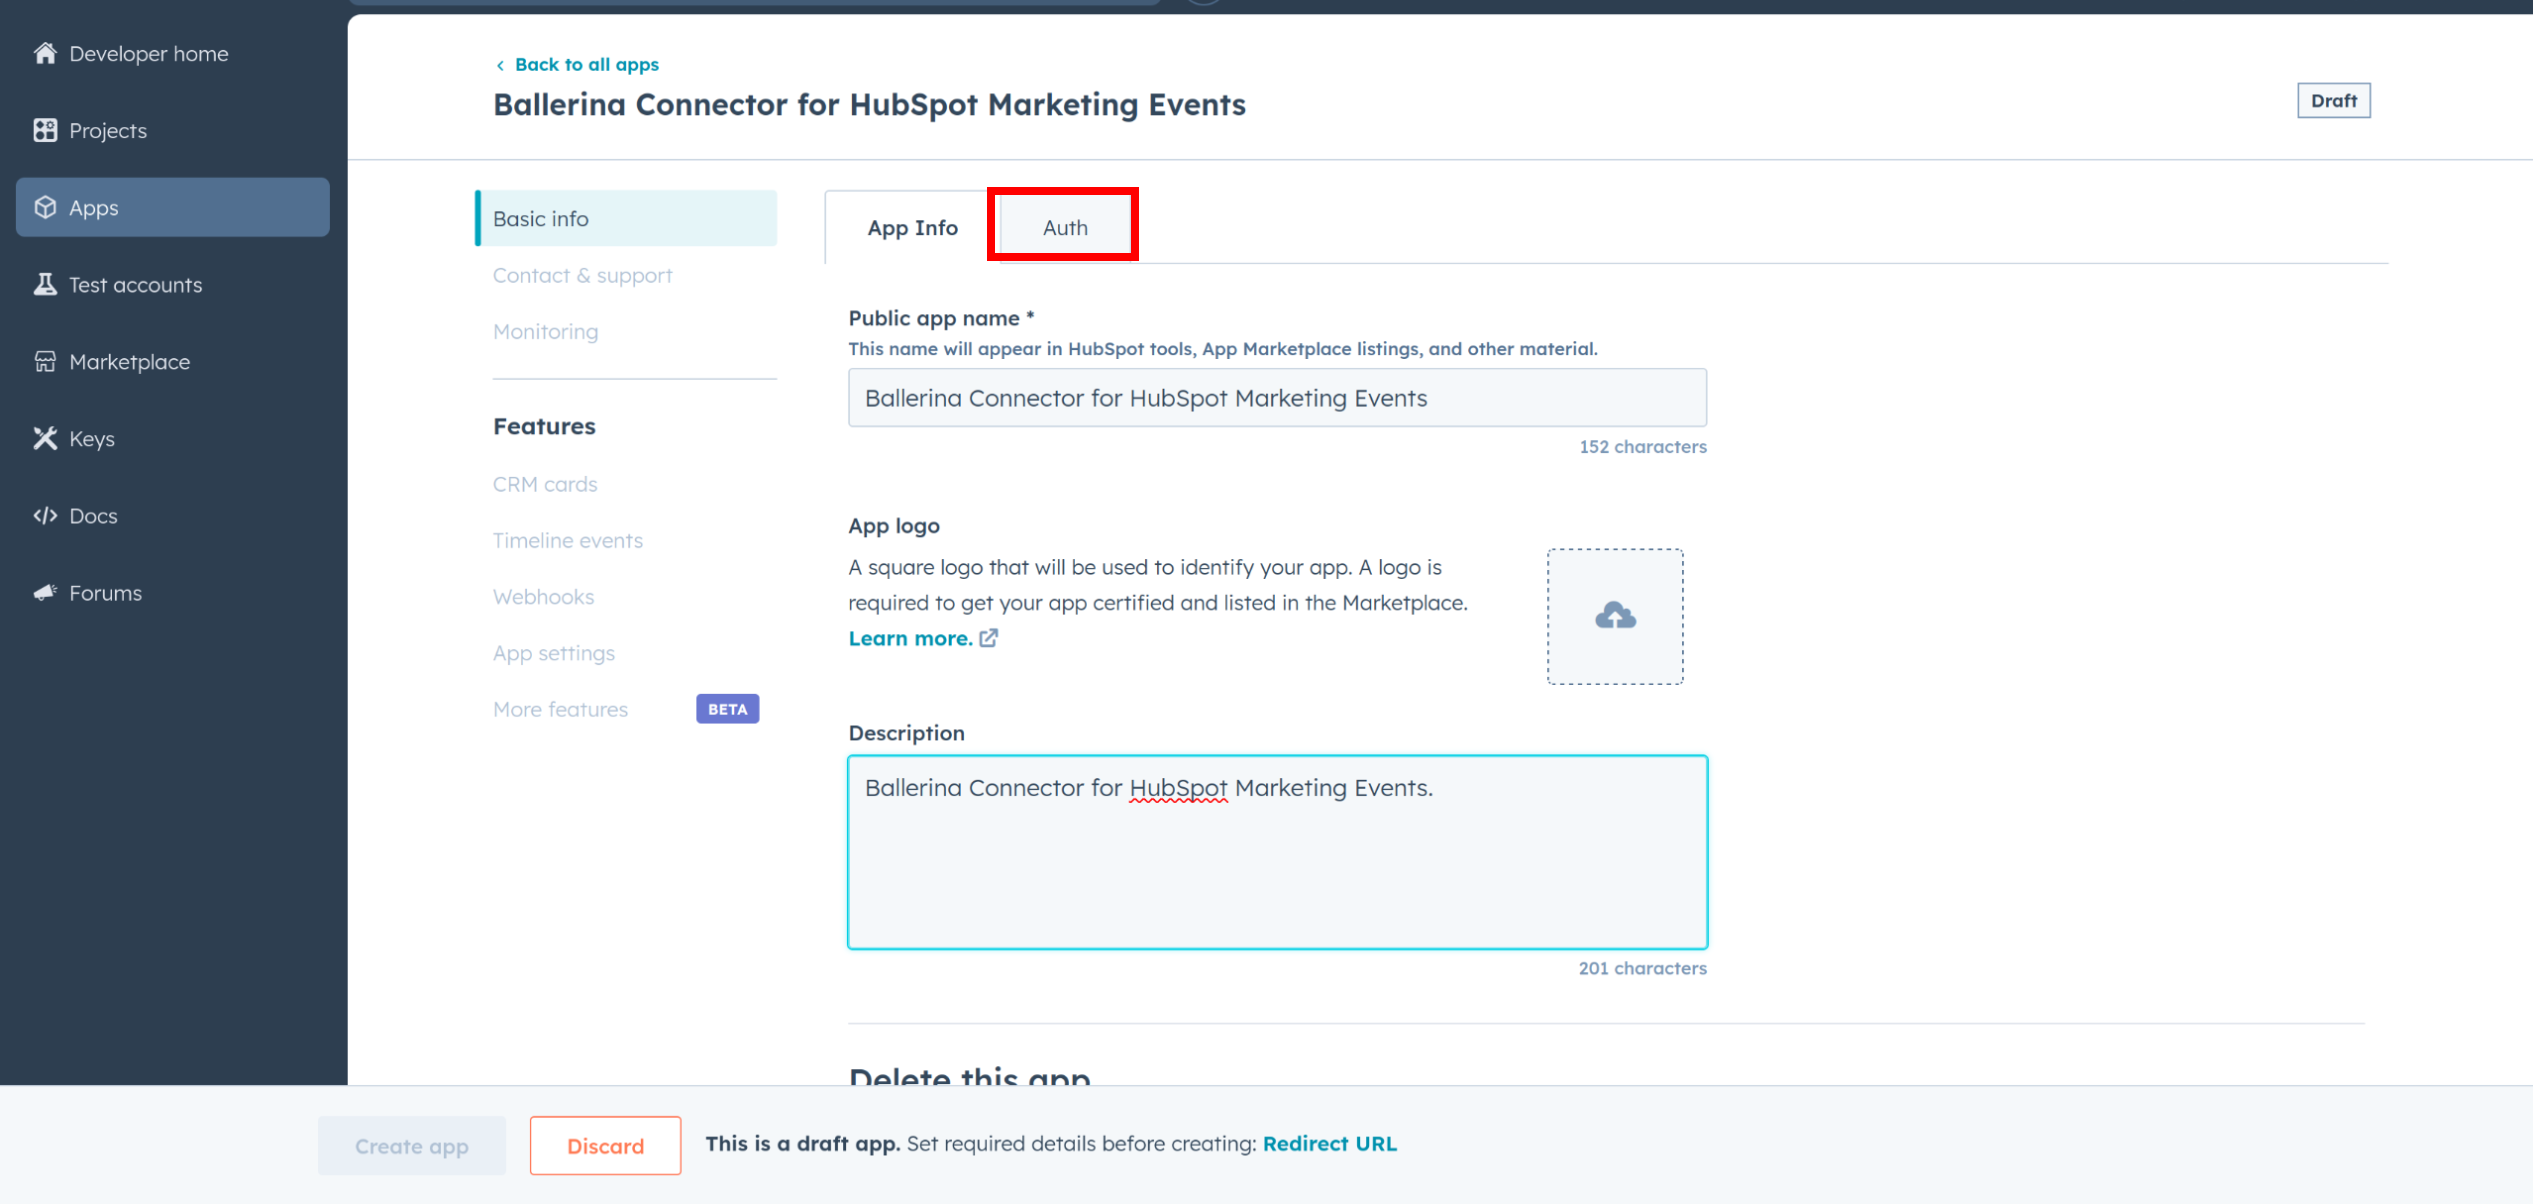 Developer home
Projects
Apps
Test accounts
Marketplace
Keys
Docs
Forums
Back to all apps
Ballerina Connector for HubSpot Marketing Events
Draft
Basic info
Contact & support
Monitoring
Features
CRM cards
Timeline events
Webhooks
App settings
More features BETA
App Info Auth
Public app name *
This name will appear in HubSpot tools, App Marketplace listings, and other material.
Ballerina Connector for HubSpot Marketing Events
152 characters
App logo
A square logo that will be used to identify your app. A logo is
required to get your app certified and listed in the Marketplace.
Learn more.
Description
Ballerina Connector for HubSpot Marketing Events.
201 characters
Delete this app
Create app Discard This is a draft app. Set required details before creating: Redirect URL